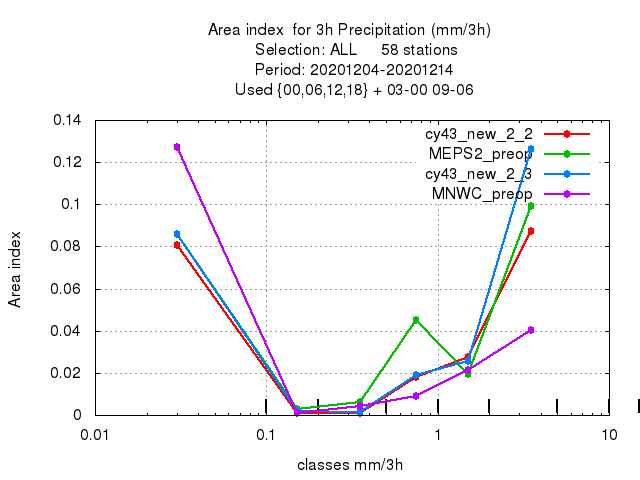 Area index  for 3h Precipitation (mm/3h)
Selection: ALL     58 stations
Period: 20201204-20201214
Used {00,06,12,18} + 03-00 09-06
0.14
0.12
0.1
0.08
0.06
0.04
0.02
0
Area index
cy43_new_2_2
MEPS2_preop
cy43_new_2_3
MNWC_preop
0.01 0.1 1 10
classes mm/3h